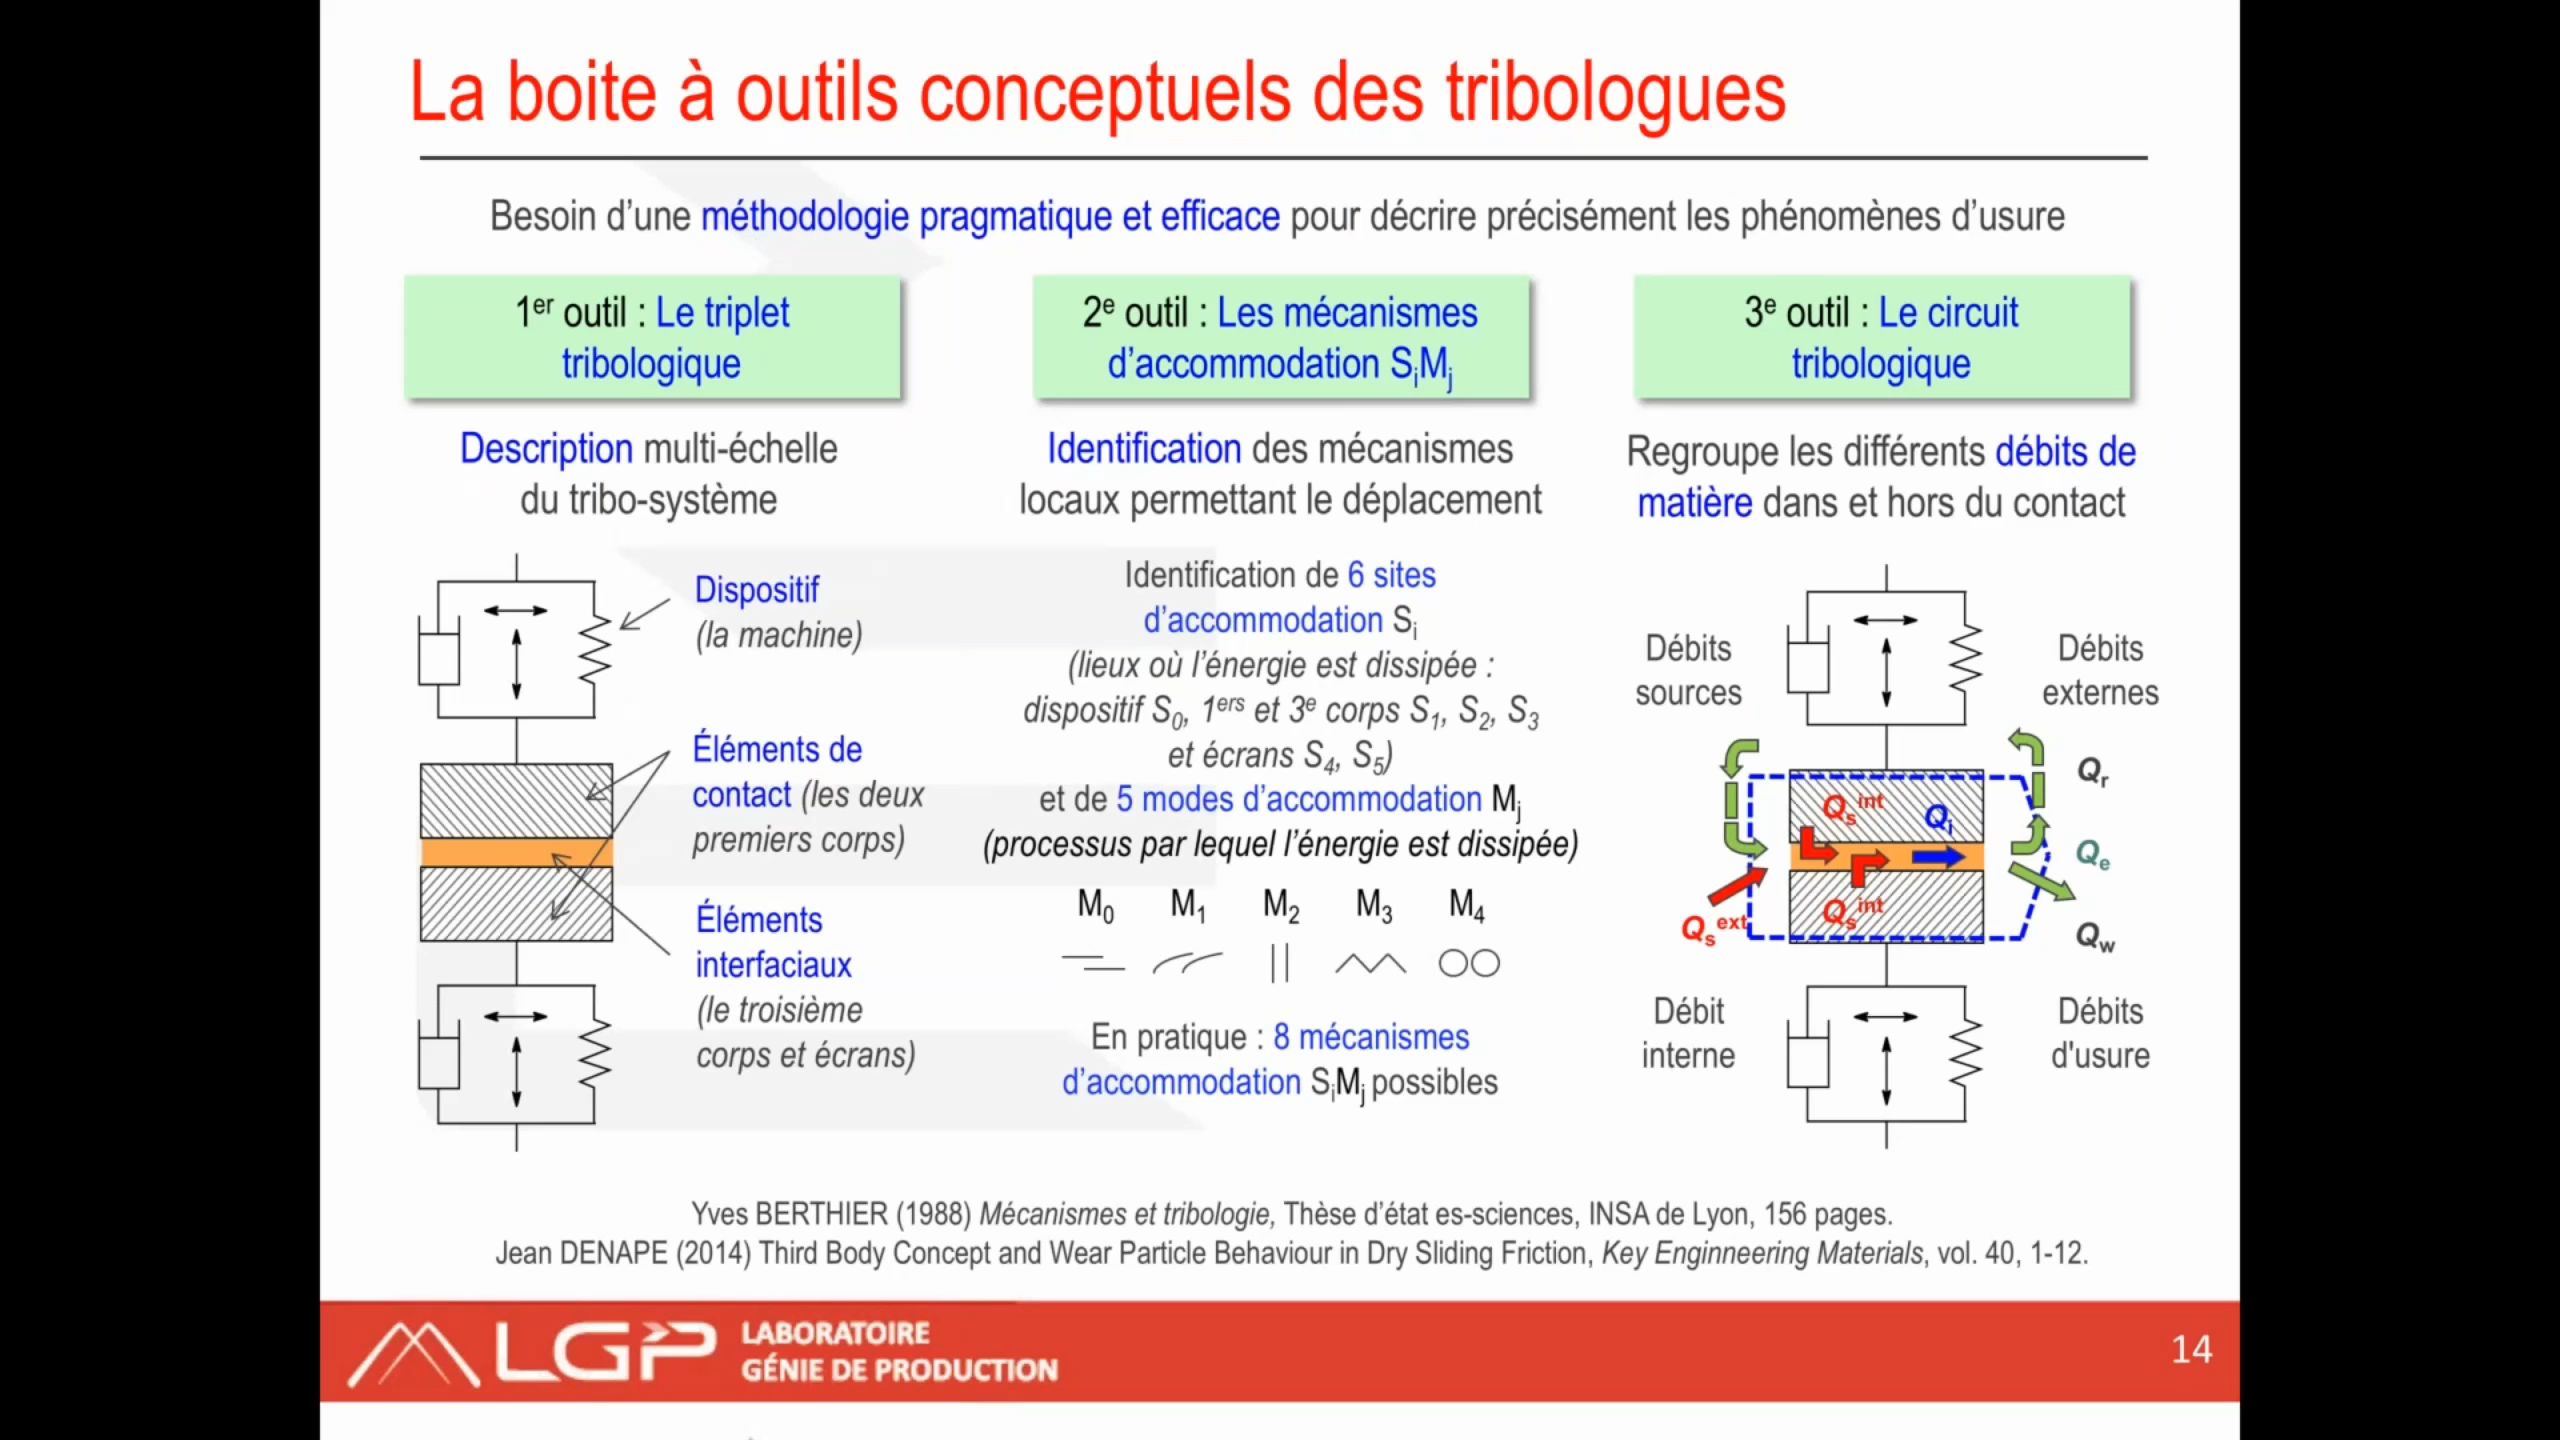 La boite à outils conceptuels des tribologues
Besoin d’une méthodologie pragmatique et efficace pour décrire précisément les phénomènes d’usure
1er outil : Le triplet
tribologique
Description multi-échelle
du tribo-système
Dispositif
(la machine)
Éléments de
contact (les deux
premiers corps)
Éléments
interfaciaux
(le troisième
corps et écrans)
2e outil : Les mécanismes
d’accommodation SiMj
Identification des mécanismes
locaux permettant le déplacement
Identification de 6 sites
d’accommodation Si
(lieux où l’énergie est dissipée :
dispositif S0, 1ers et 3e corps S1, S2, S3
et écrans S4, S5)
et de 5 modes d’accommodation Mj
(processus par lequel l’énergie est dissipée)
M0 M1 M2 M3 M4
En pratique : 8 mécanismes
d’accommodation SiMj possibles
3e outil : Le circuit
tribologique
Regroupe les différents débits de
matière dans et hors du contact
Débits
sources
Débits
externes
Qs int
Qi
Qs int
Qs ext
Qr
Qe
Qw
Débit
interne
Débits
d'usure
Yves BERTHIER (1988) Mécanismes et tribologie, Thèse d’état es-sciences, INSA de Lyon, 156 pages.
Jean DENAPE (2014) Third Body Concept and Wear Particle Behaviour in Dry Sliding Friction, Key Enginneering Materials, vol. 40, 1-12.
LGP
LABORATOIRE
GÉNIE DE PRODUCTION
14